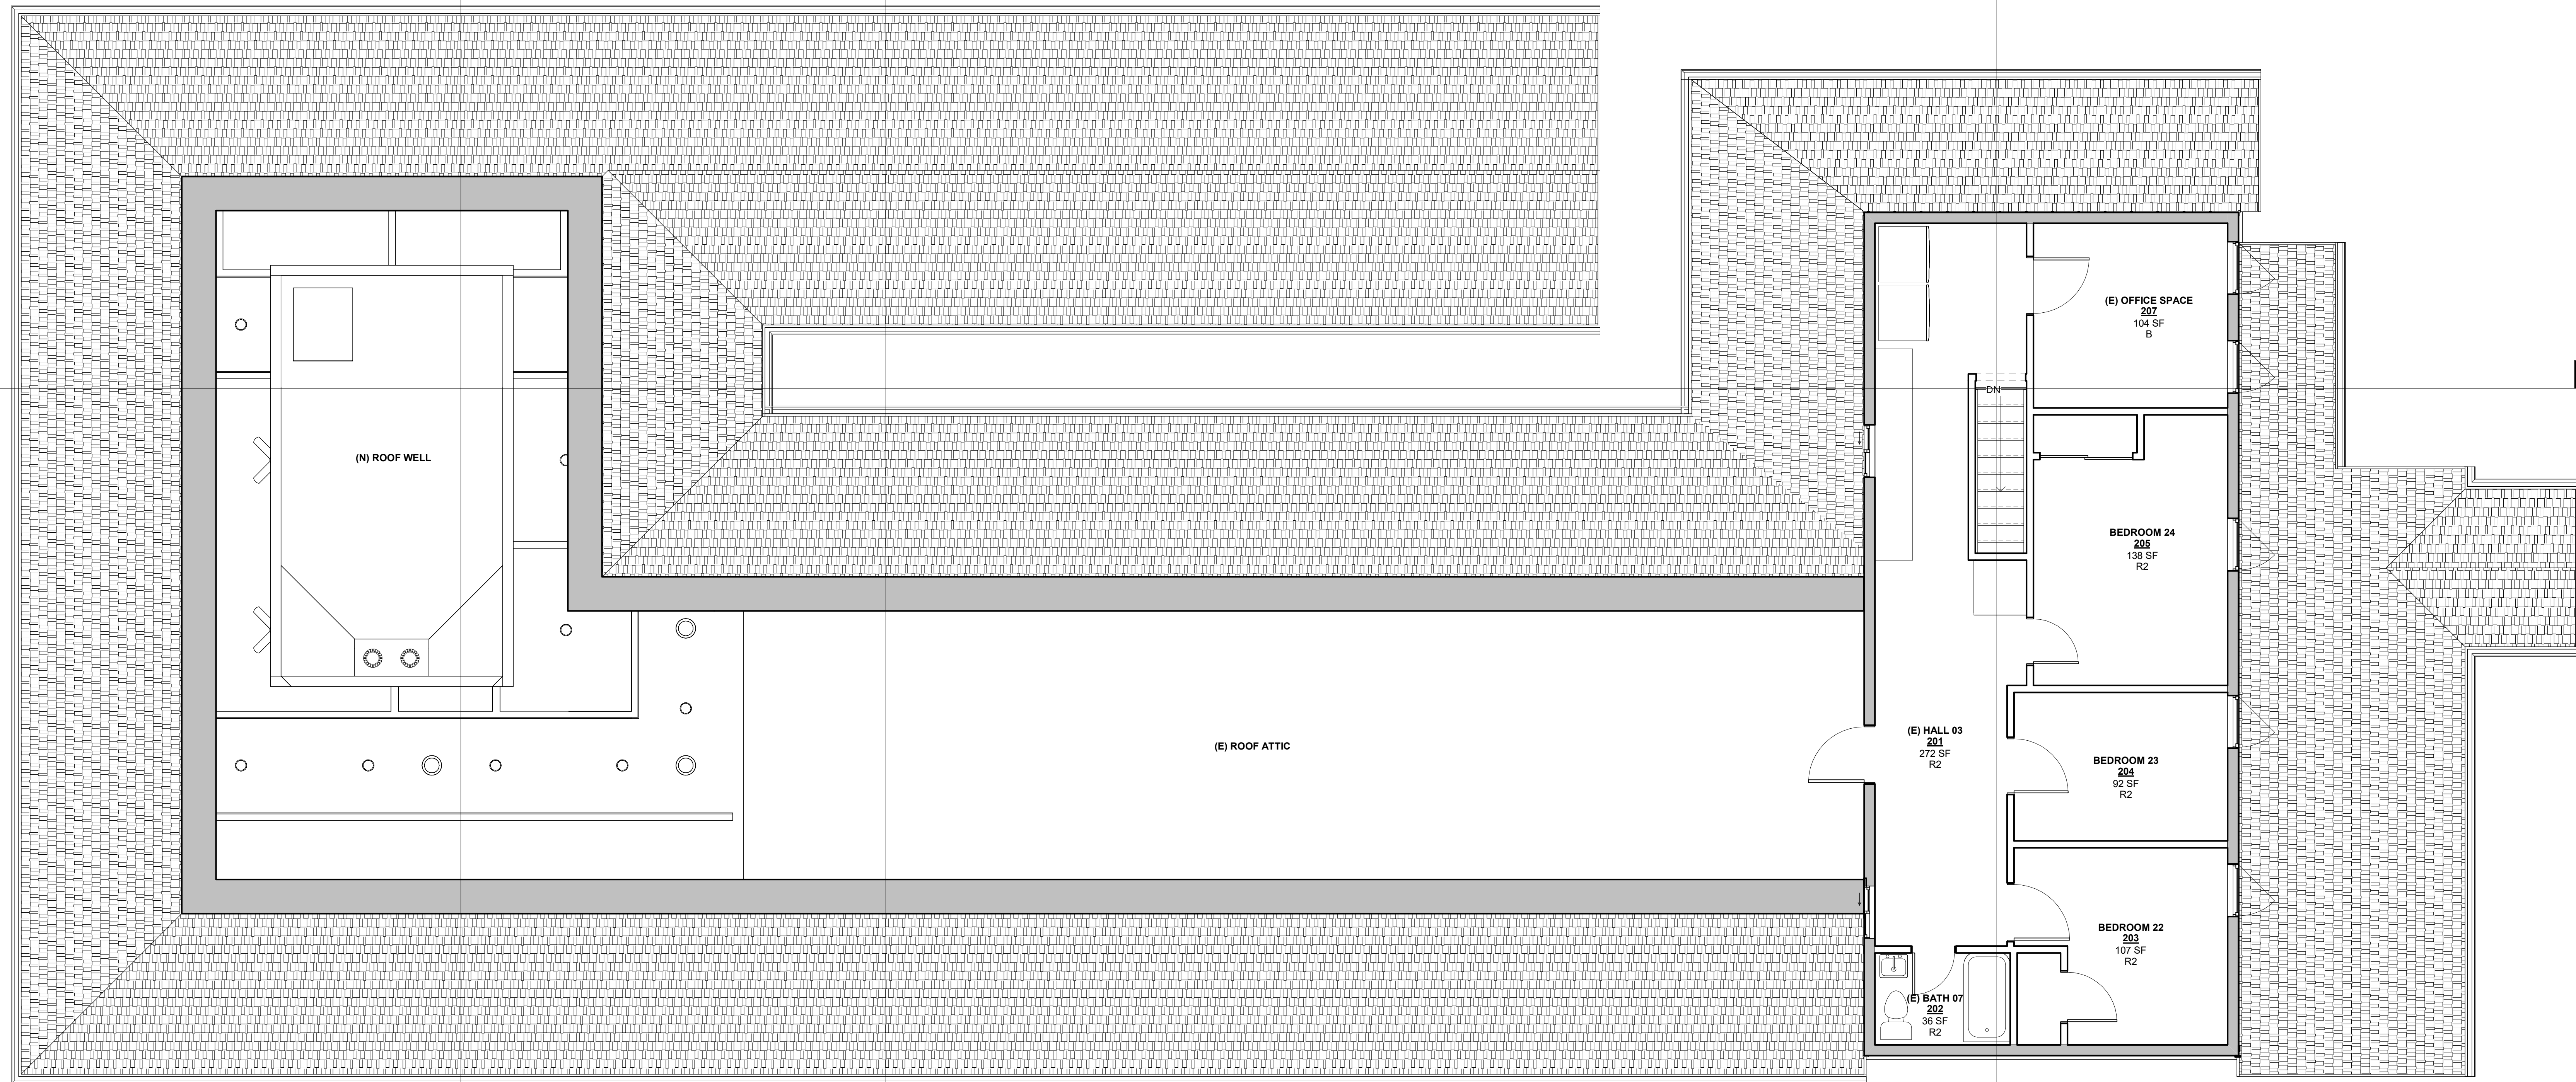 (E) OFFICE SPACE
207
104 SF
B
DN
(N) ROOF WELL
BEDROOM 24
205
138 SF
R2
(E) HALL 03
201
272 SF
R2
(E) ROOF ATTIC
BEDROOM 23
204
92 SF
R2
BEDROOM 22
203
107 SF
R2
(E) BATH 07
202
36 SF
R2